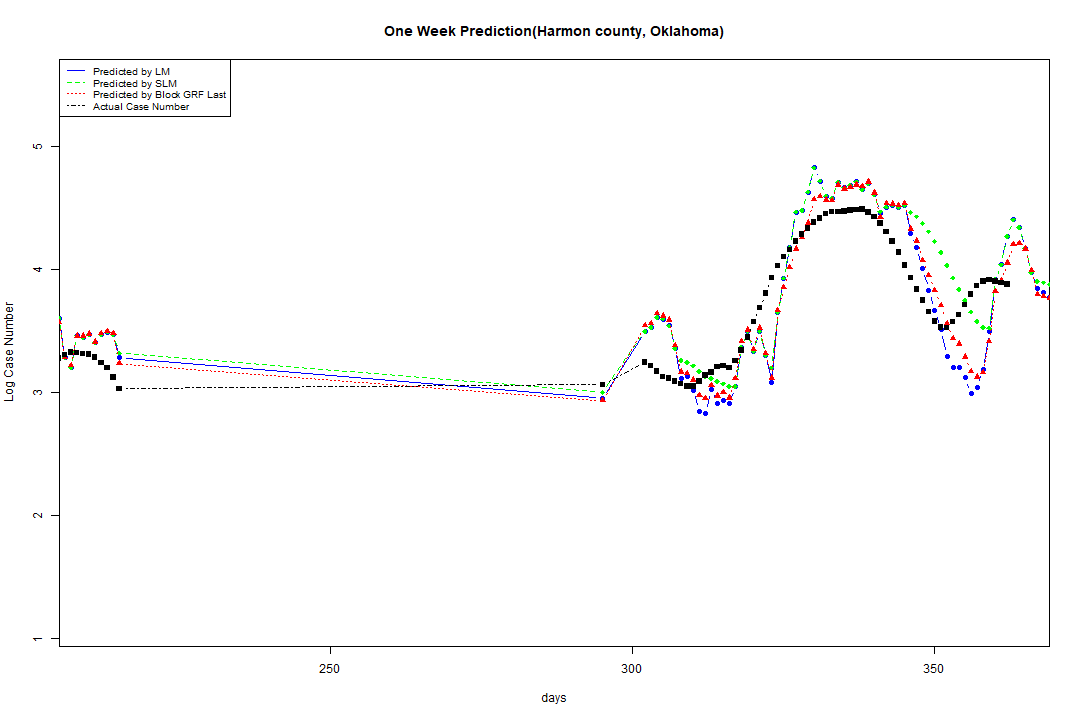 One Week Prediction(Harmon county, Oklahoma)
Predicted by LM
Predicted by SLM
Predicted by Block GRF Last
Actual Case Number
5
4
3
2
1
Log Case Number
250
300
350
days